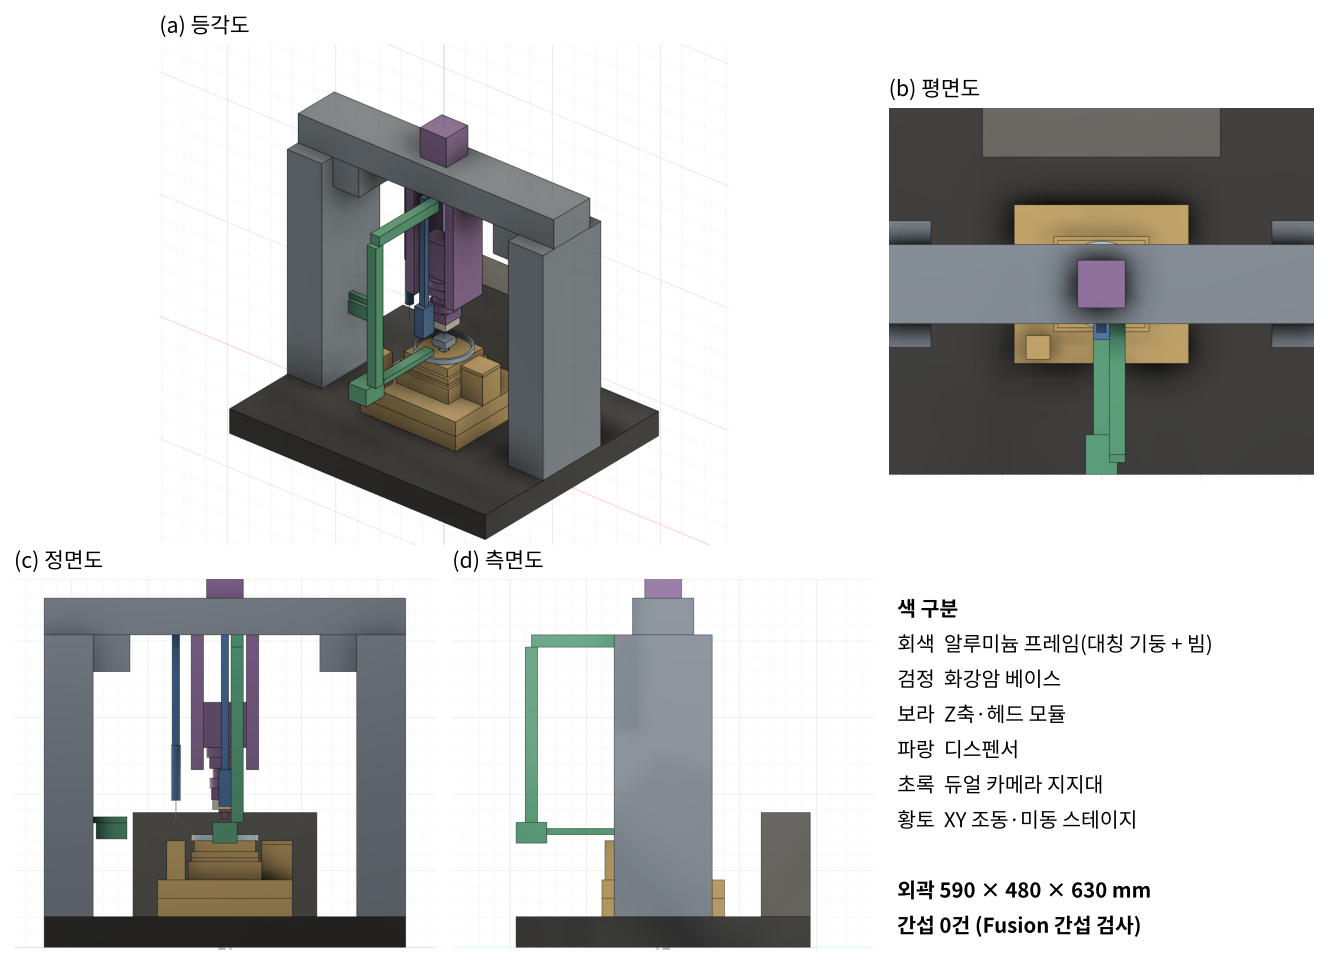 (a) 등각도
(b) 평면도
(c) 정면도
(d) 측면도
색 구분
회색 알루미늄 프레임(대칭 기둥 + 빔)
검정 화강암 베이스
보라 Z축·헤드 모듈
파랑 디스펜서
초록 듀얼 카메라 지지대
황토 XY 조동·미동 스테이지
외곽 590 × 480 × 630 mm
간섭 0건 (Fusion 간섭 검사)